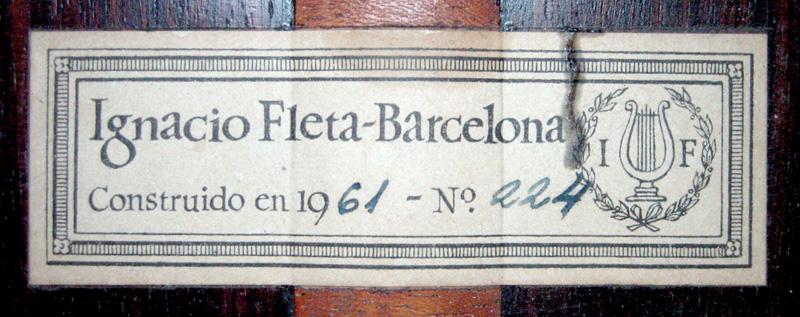 Ignacio Fleta-Barcelona
Construido en 1961 - Nº. 224
I F